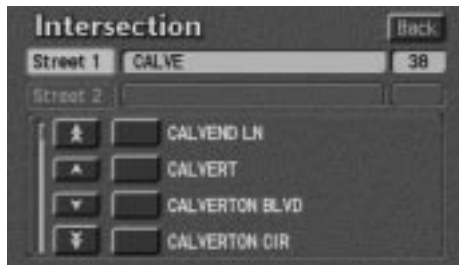 Intersection Back
Street 1 CALVE 38
Street 2
CALVEND LN
CALVERT
CALVERTON BLVD
CALVERTON CIR